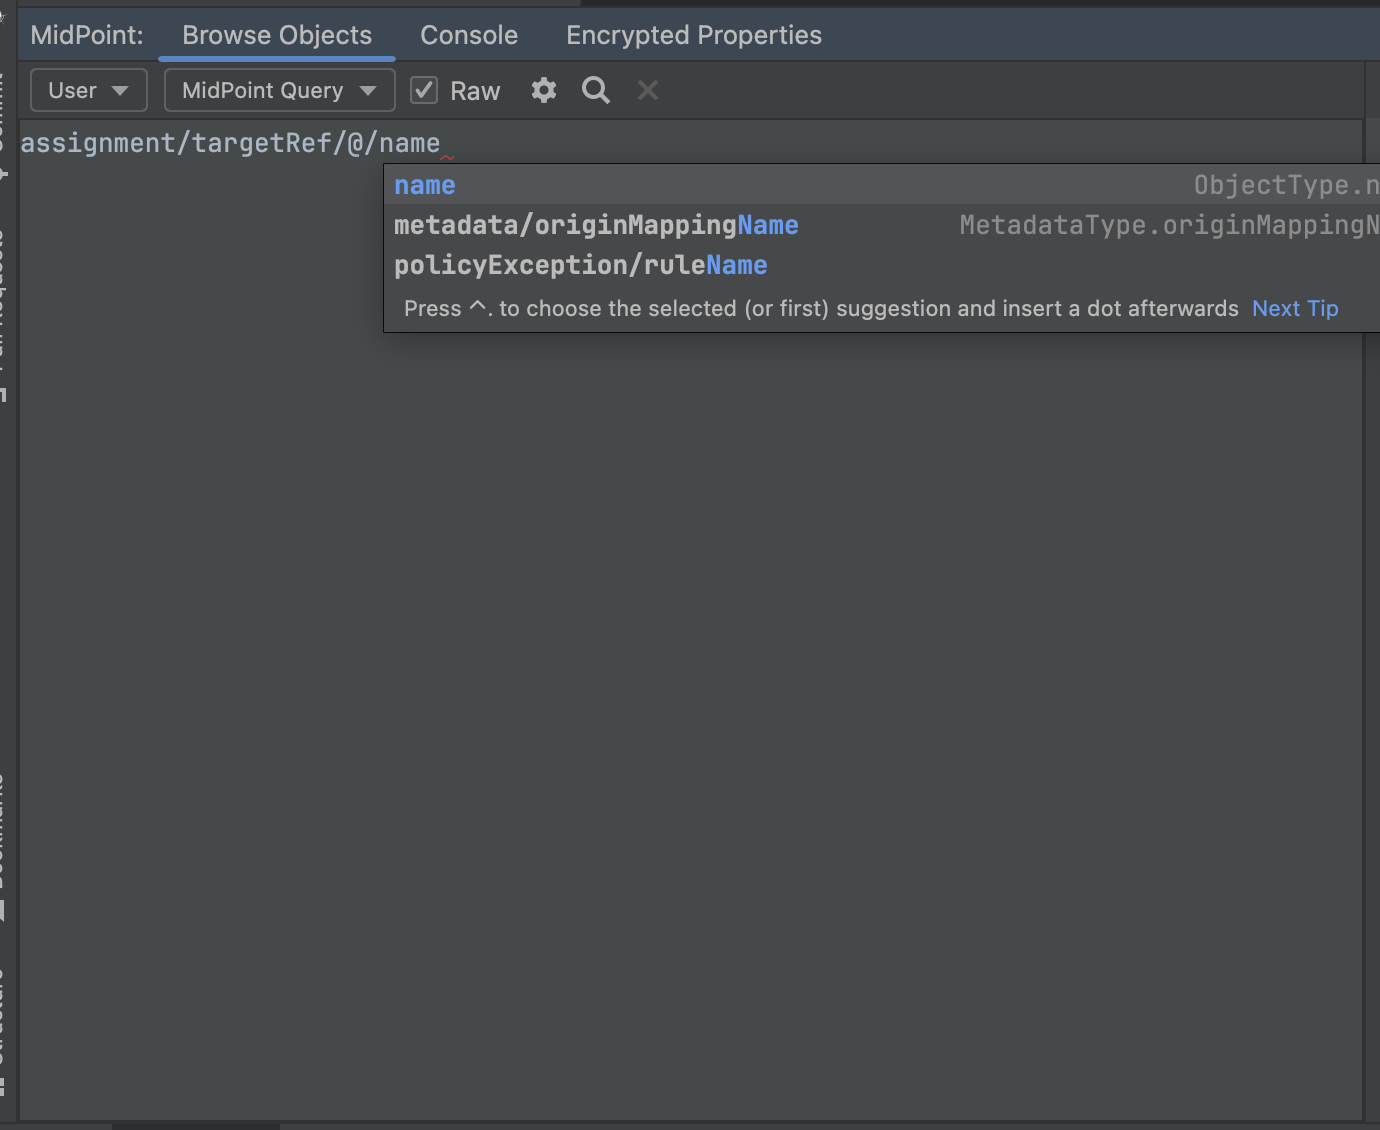 MidPoint: Browse Objects Console Encrypted Properties
User MidPoint Query Raw
assignment/targetRef/@/name
name ObjectType.n
metadata/originMappingName MetadataType.originMappingN
policyException/ruleName
Press ^. to choose the selected (or first) suggestion and insert a dot afterwards Next Tip